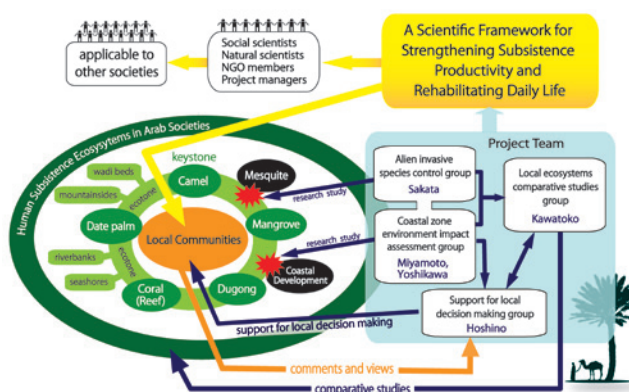 applicable to
other societies
Social scientists
Natural scientists
NGO members
Project managers
A Scientific Framework for
Strengthening Subsistence
Productivity and
Rehabilitating Daily Life
Human Subsistence Ecosysytems in Arab Societies
wadi beds
mountainsides
riverbanks
seashores
ecotone
ecotone
keystone
Camel
Mesquite
Date palm
Local Communities
Mangrove
Coastal
Development
Coral
(Reef)
Dugong
research study
research study
Project Team
Alien invasive
species control group
Sakata
Local ecosystems
comparative studies
group
Kawatoko
Coastal zone
environment impact
assessment group
Miyamoto,
Yoshikawa
Support for local
decision making group
Hoshino
support for local decision making
comments and views
comparative studies